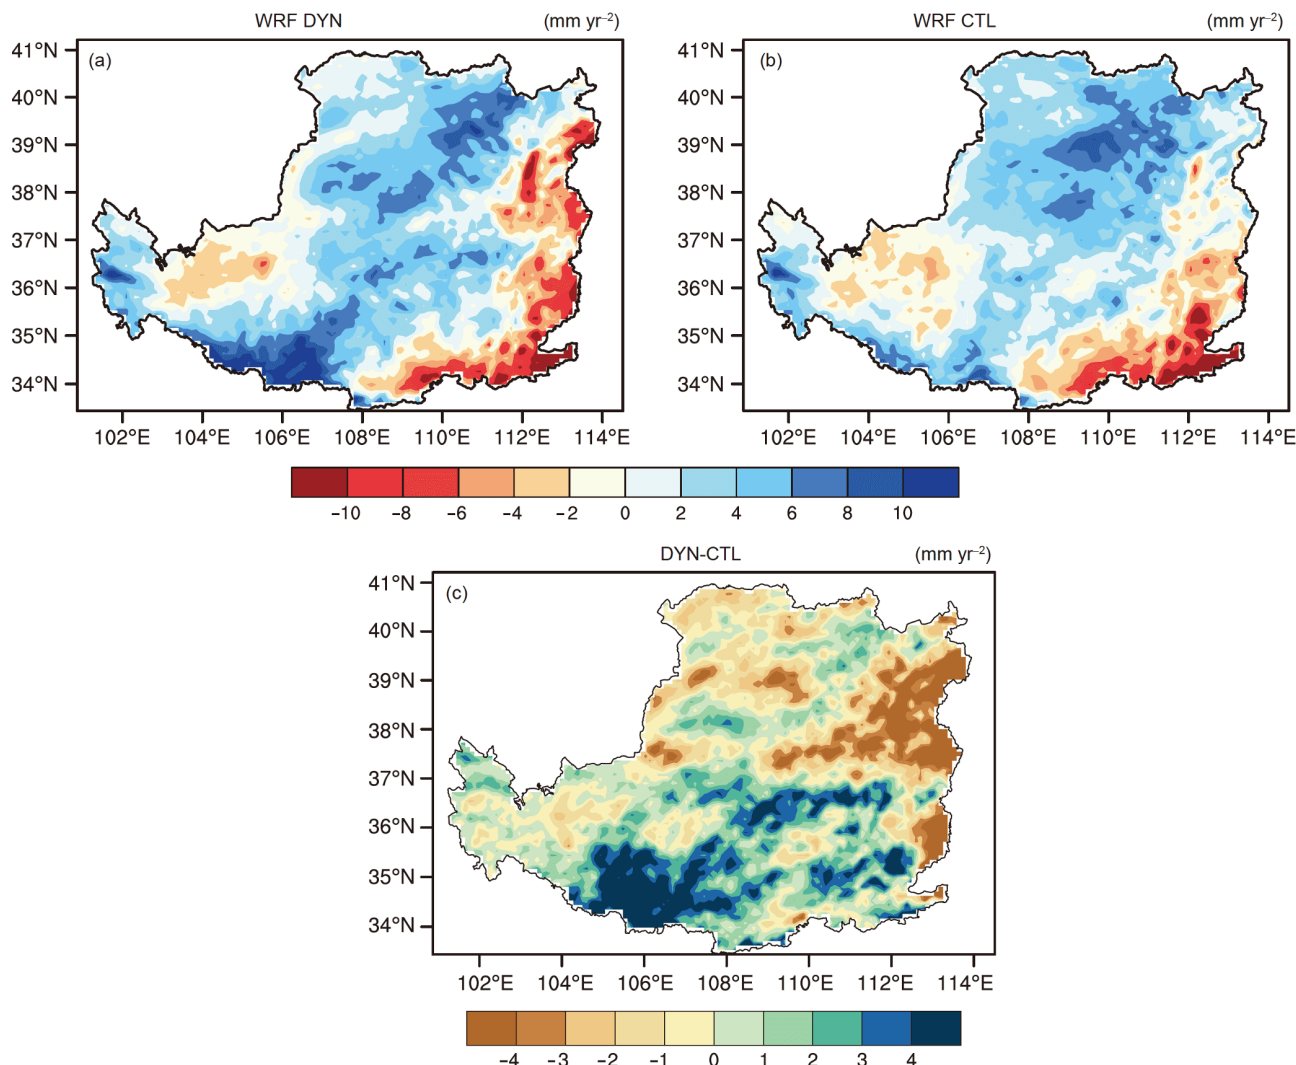 WRF DYN (mm yr⁻²) WRF CTL (mm yr⁻²)
(a) (b)
41°N 41°N
40°N 40°N
39°N 39°N
38°N 38°N
37°N 37°N
36°N 36°N
35°N 35°N
34°N 34°N
102°E 104°E 106°E 108°E 110°E 112°E 114°E 102°E 104°E 106°E 108°E 110°E 112°E 114°E
−10 −8 −6 −4 −2 0 2 4 6 8 10
DYN-CTL (mm yr⁻²)
(c)
41°N
40°N
39°N
38°N
37°N
36°N
35°N
34°N
102°E 104°E 106°E 108°E 110°E 112°E 114°E
−4 −3 −2 −1 0 1 2 3 4